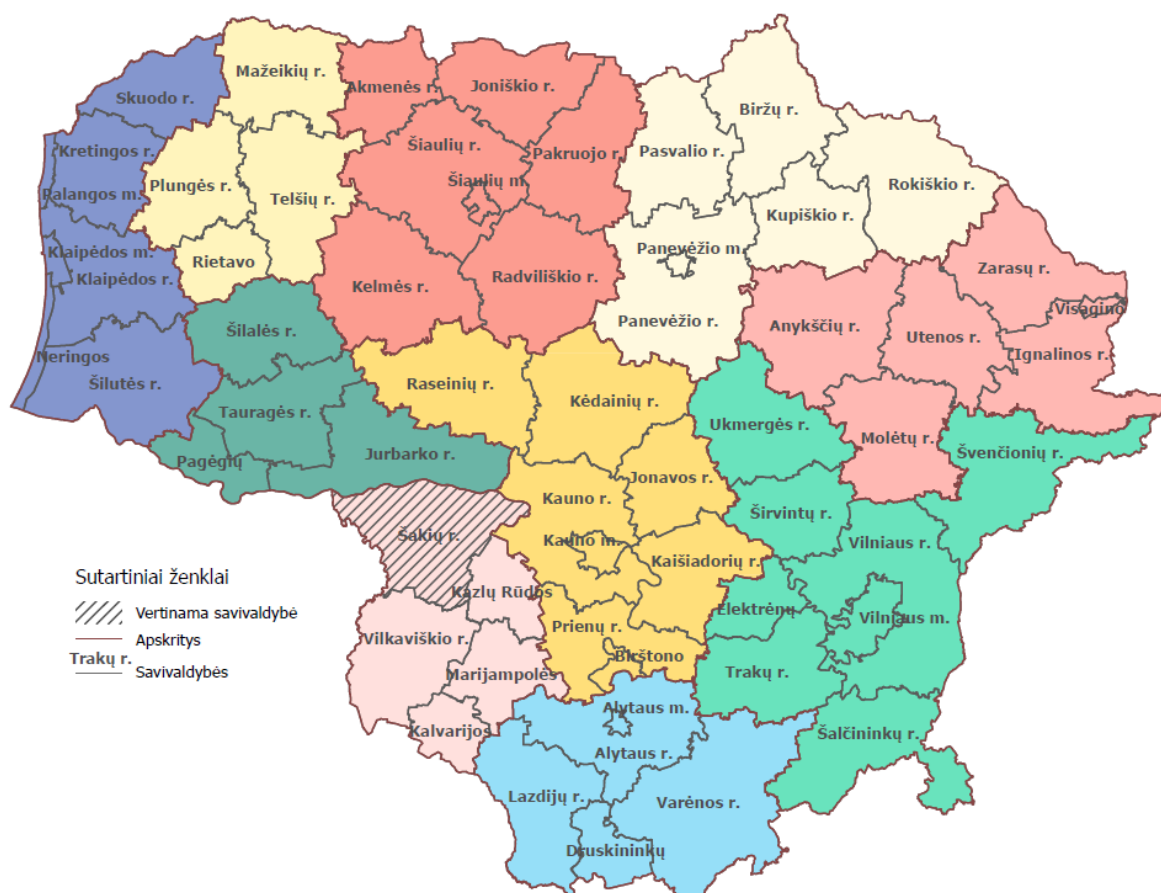 Skuodo r.
Mažeikių r.
Akmenės r.
Joniškio r.
Biržų r.
Kretingos r.
Plungės r.
Telšių r.
Šiaulių r.
Šiaulių m.
Pakruojo r.
Pasvalio r.
Rokiškio r.
Palangos m.
Kupiškio r.
Klaipėdos m.
Klaipėdos r.
Rietavo
Kelmės r.
Radviliškio r.
Panevėžio m.
Panevėžio r.
Zarasų r.
Visagino
Anykščių r.
Utenos r.
Ignalinos r.
Neringos
Šilutės r.
Šilalės r.
Raseinių r.
Kėdainių r.
Tauragės r.
Ukmergės r.
Molėtų r.
Švenčionių r.
Pagėgių
Jurbarko r.
Jonavos r.
Kauno r.
Širvintų r.
Šakių r.
Kauno m.
Kaišiadorių r.
Vilniaus r.
Kazlų Rūdos
Elektrėnų
Vilniaus m.
Vilkaviškio r.
Prienų r.
Birštono
Marijampolės
Trakų r.
Kalvarijos
Alytaus m.
Alytaus r.
Šalčininkų r.
Lazdijų r.
Varėnos r.
Druskininkų
Sutartiniai ženklai
Vertinama savivaldybė
Apskritys
Trakų r.
Savivaldybės